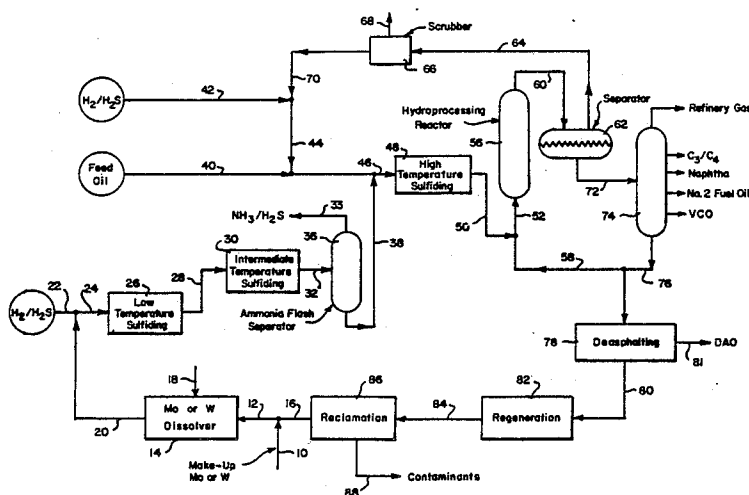 68
Scrubber
64
66
60
42
70
H2/H2S
Hydroprocessing
Reactor
Separator
Refinery Gas
56
62
C3/C4
Naphtha
No. 2 Fuel Oil
VCO
44
48
46
72
74
Feed
Oil
40
High
Temperature
Sulfiding
33
NH3/H2S
50
52
30
36
38
22
24
26
28
Intermediate
Temperature
Sulfiding
32
58
76
H2/H2S
Low
Temperature
Sulfiding
Ammonia Flash
Separator
78
Deasphalting
DAO
81
18
86
82
80
Mo or W
Dissolver
12
16
Reclamation
84
Regeneration
20
14
Make-Up
Mo or W
10
88
Contaminants